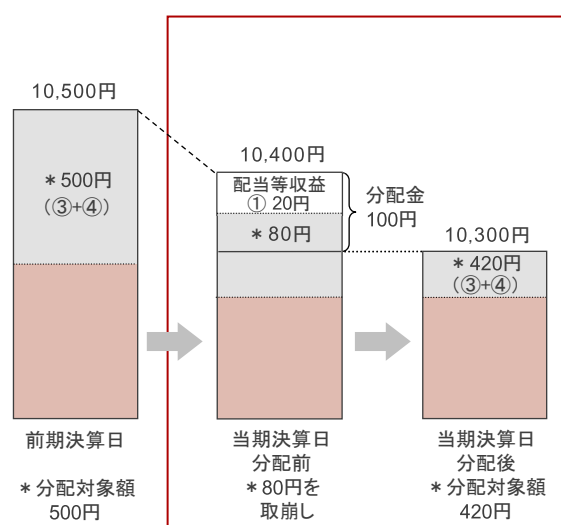 10,500円
＊500円
（③+④）
前期決算日
＊分配対象額
500円
10,400円
配当等収益
① 20円
＊80円
分配金
100円
当期決算日
分配前
＊80円を
取崩し
10,300円
＊420円
（③+④）
当期決算日
分配後
＊分配対象額
420円